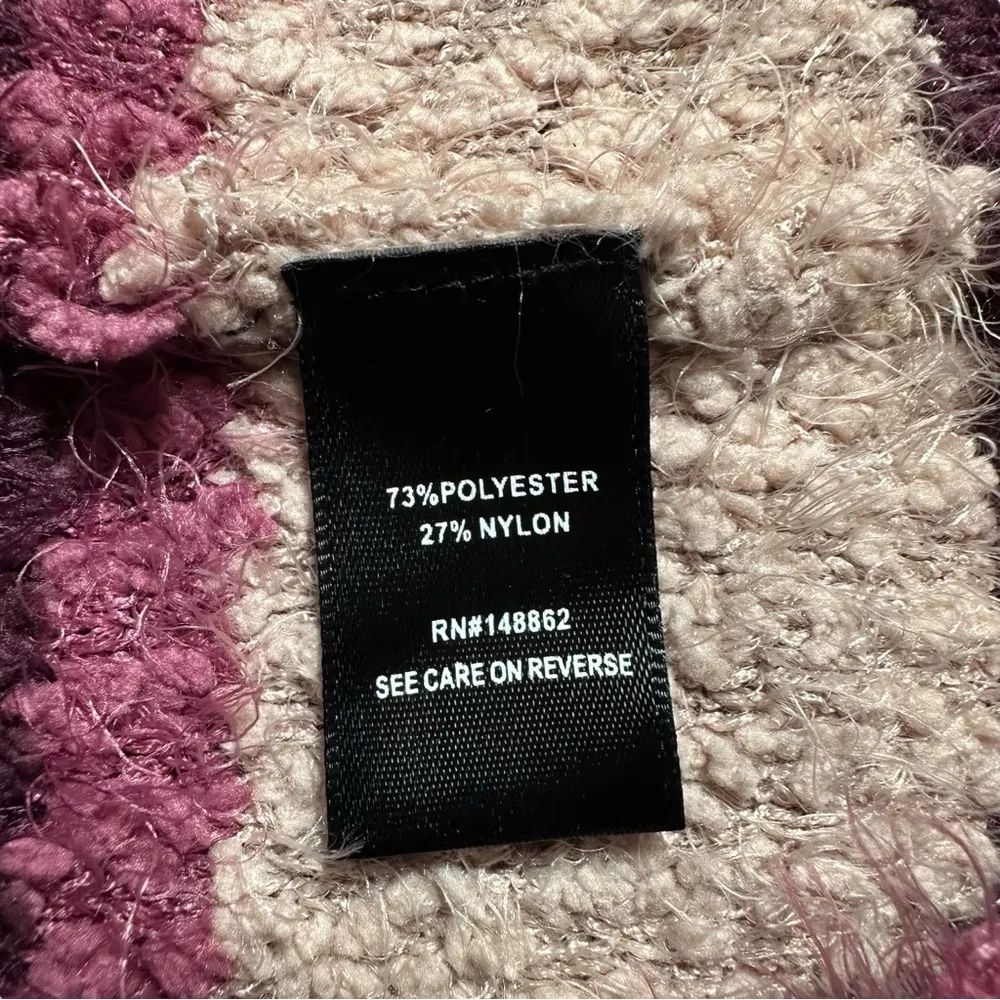 73%POLYESTER
27% NYLON
RN#148862
SEE CARE ON REVERSE